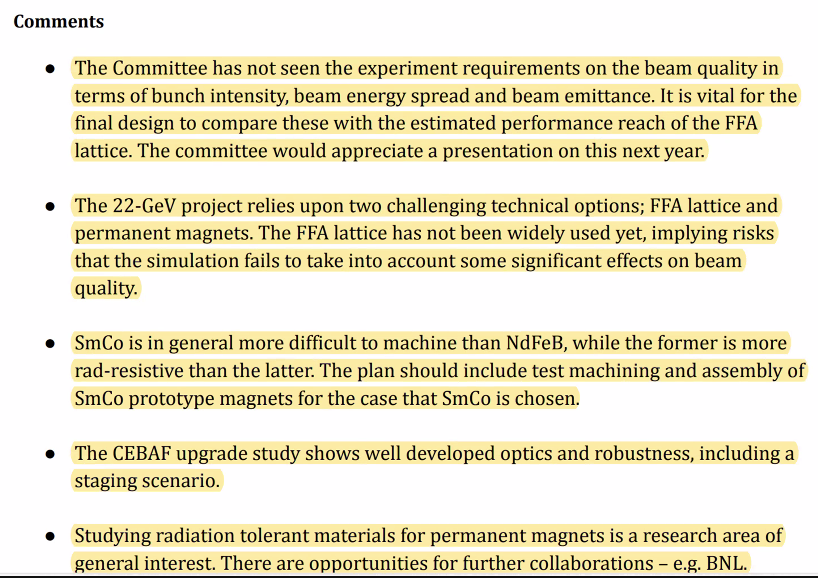 Comments
● The Committee has not seen the experiment requirements on the beam quality in
terms of bunch intensity, beam energy spread and beam emittance. It is vital for the
final design to compare these with the estimated performance reach of the FFA
lattice. The committee would appreciate a presentation on this next year.
● The 22-GeV project relies upon two challenging technical options; FFA lattice and
permanent magnets. The FFA lattice has not been widely used yet, implying risks
that the simulation fails to take into account some significant effects on beam
quality.
● SmCo is in general more difficult to machine than NdFeB, while the former is more
rad-resistive than the latter. The plan should include test machining and assembly of
SmCo prototype magnets for the case that SmCo is chosen.
● The CEBAF upgrade study shows well developed optics and robustness, including a
staging scenario.
● Studying radiation tolerant materials for permanent magnets is a research area of
general interest. There are opportunities for further collaborations – e.g. BNL.